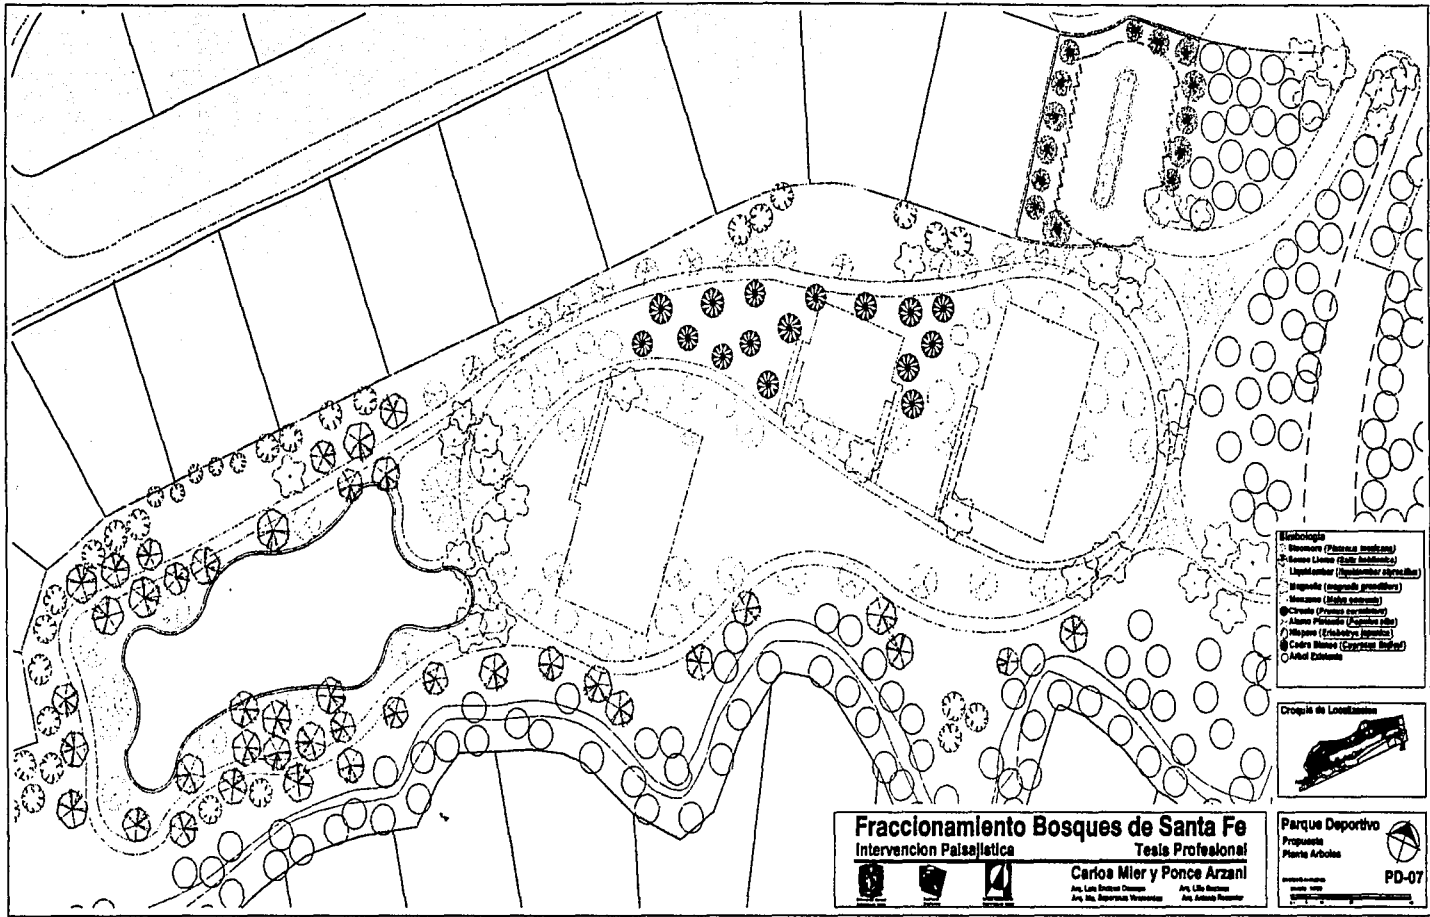 Simbologia
Sicomoro (Platanus mexicana)
Sauce Lloron (Salix babilonica)
Liquidambar (liquidambar styraciflua)
Magnolia (magnolia grandiflora)
Manzano (Malus communis)
Ciruelo (Prunus cerasifera)
Alamo Plateado (Populus alba)
Nispero (Eriobotrya japonica)
Cedro Blanco (Cupressus lindleyi)
Arbol Existente
Croquis de Localizacion
Fraccionamiento Bosques de Santa Fe
Intervencion Paisajistica
Tesis Profesional
Carlos Mier y Ponce Arzani
Parque Deportivo
Propuesta
Planta Arboles
PD-07